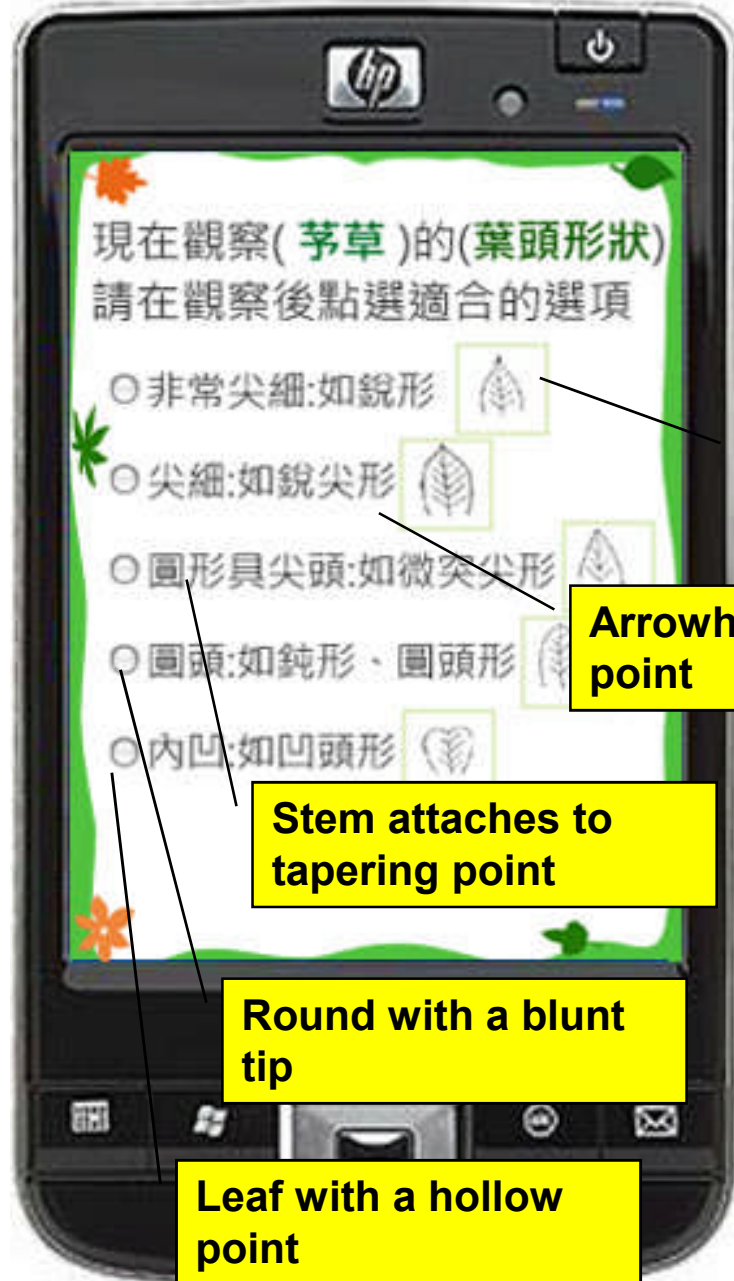 hp
現在觀察( 芧草 )的(葉頭形狀)
請在觀察後點選適合的選項
非常尖細:如銳形
尖細:如銳尖形
圓形具尖頭:如微突尖形
圓頭:如鈍形、圓頭形
內凹:如凹頭形
Arrowh
point
Stem attaches to
tapering point
Round with a blunt
tip
Leaf with a hollow
point